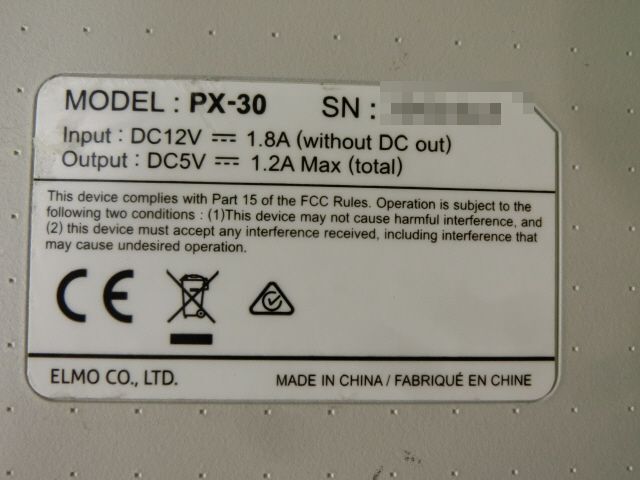 MODEL : PX-30 SN :
Input : DC12V ⎓ 1.8A (without DC out)
Output : DC5V ⎓ 1.2A Max (total)
This device complies with Part 15 of the FCC Rules. Operation is subject to the
following two conditions : (1)This device may not cause harmful interference, and
(2) this device must accept any interference received, including interference that
may cause undesired operation.
CE
ELMO CO., LTD. MADE IN CHINA / FABRIQUÉ EN CHINE